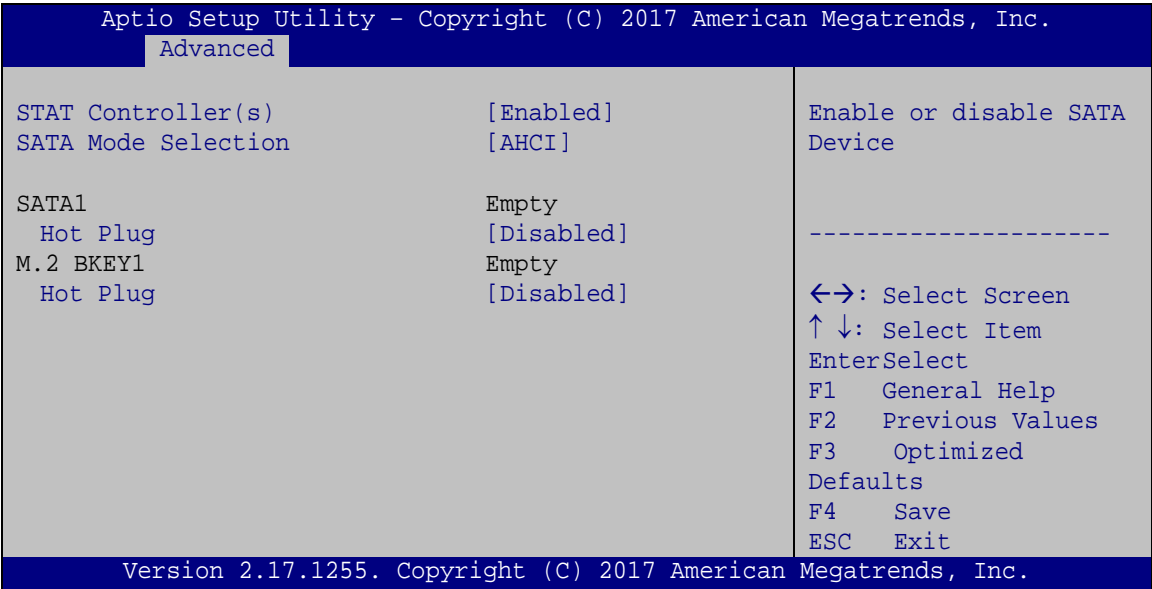 Aptio Setup Utility – Copyright (C) 2017 American Megatrends, Inc.
Advanced
STAT Controller(s) [Enabled]
SATA Mode Selection [AHCI]
SATA1 Empty
Hot Plug [Disabled]
M.2 BKEY1 Empty
Hot Plug [Disabled]
Enable or disable SATA
Device
---------------------
←→: Select Screen
↑ ↓: Select Item
EnterSelect
F1 General Help
F2 Previous Values
F3 Optimized
Defaults
F4 Save
ESC Exit
Version 2.17.1255. Copyright (C) 2017 American Megatrends, Inc.